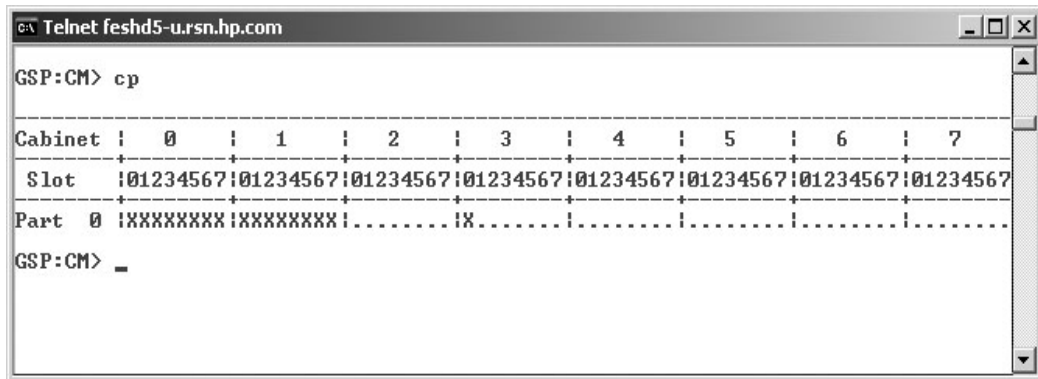 Telnet feshd5-u.rsn.hp.com
GSP:CM> cp
--------------------------------------------------------------------------------
Cabinet |   0    |   1    |   2    |   3    |   4    |   5    |   6    |   7
--------+--------+--------+--------+--------+--------+--------+--------+--------
 Slot   |01234567|01234567|01234567|01234567|01234567|01234567|01234567|01234567
--------+--------+--------+--------+--------+--------+--------+--------+--------
Part  0 |XXXXXXXX|XXXXXXXX|........|X.......|........|........|........|........
GSP:CM> _